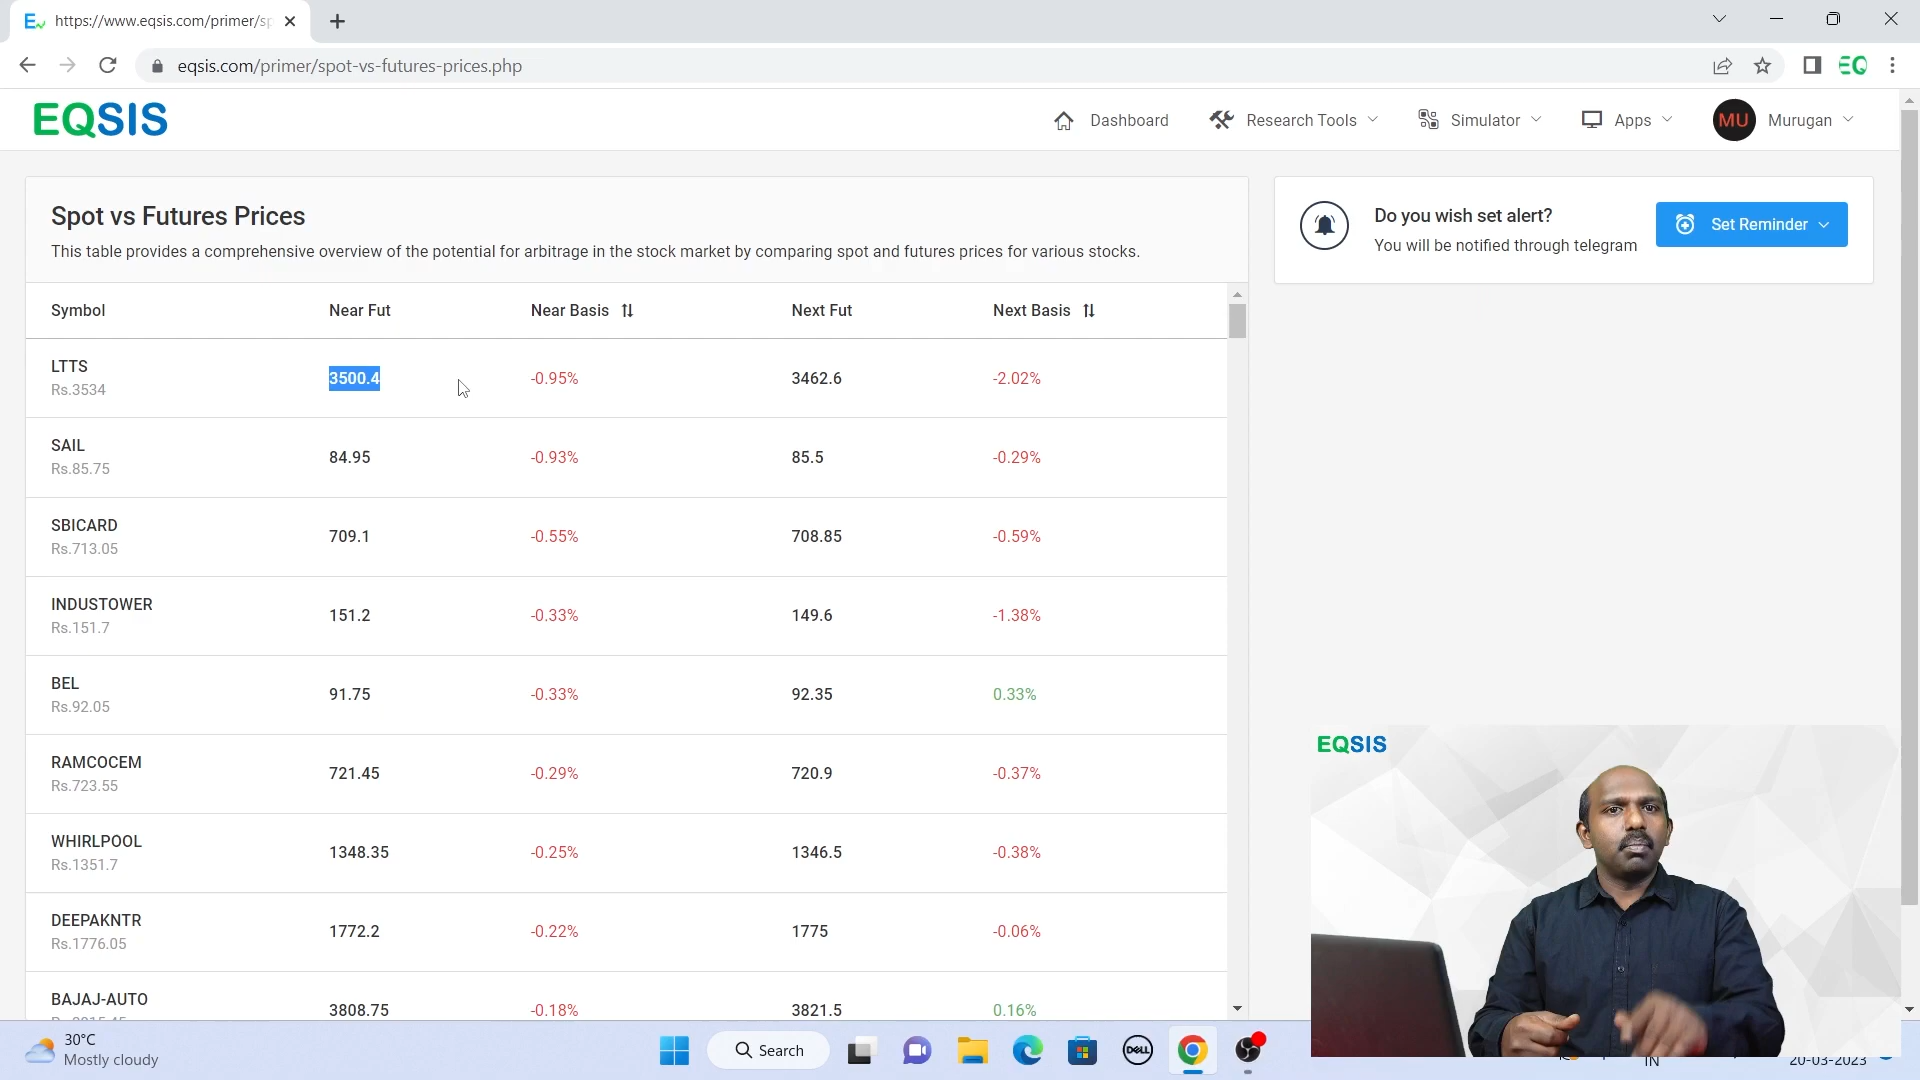 https://www.eqsis.com/primer/sp
eqsis.com/primer/spot-vs-futures-prices.php
EQ
EQSIS
Dashboard
Research Tools
Simulator
Apps
MU
Murugan
Spot vs Futures Prices
This table provides a comprehensive overview of the potential for arbitrage in the stock market by comparing spot and futures prices for various stocks.
Do you wish set alert?
You will be notified through telegram
Set Reminder
Symbol Near Fut Near Basis Next Fut Next Basis
LTTS
Rs.3534
3500.4 -0.95% 3462.6 -2.02%
SAIL
Rs.85.75
84.95 -0.93% 85.5 -0.29%
SBICARD
Rs.713.05
709.1 -0.55% 708.85 -0.59%
INDUSTOWER
Rs.151.7
151.2 -0.33% 149.6 -1.38%
BEL
Rs.92.05
91.75 -0.33% 92.35 0.33%
RAMCOCEM
Rs.723.55
721.45 -0.29% 720.9 -0.37%
WHIRLPOOL
Rs.1351.7
1348.35 -0.25% 1346.5 -0.38%
DEEPAKNTR
Rs.1776.05
1772.2 -0.22% 1775 -0.06%
BAJAJ-AUTO
3808.75 -0.18% 3821.5 0.16%
EQSIS
30°C
Mostly cloudy
Search
DELL
IN
20-03-2023